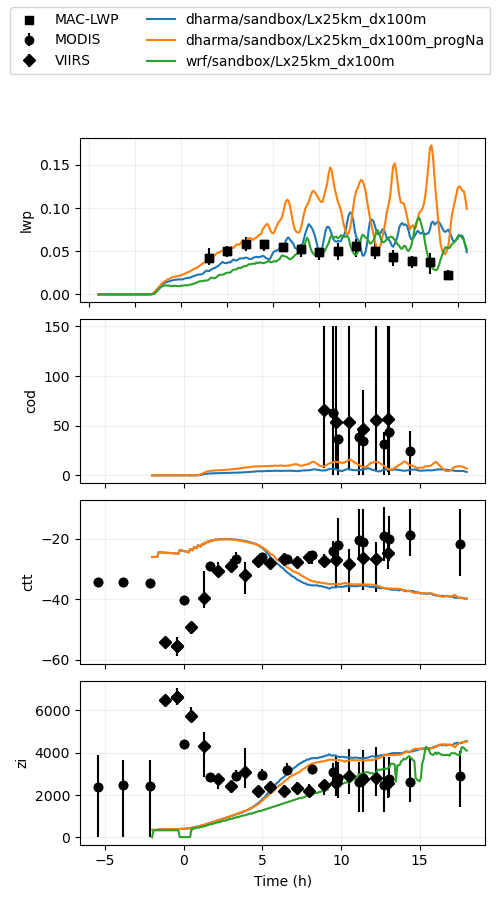 MAC-LWP
MODIS
VIIRS
dharma/sandbox/Lx25km_dx100m
dharma/sandbox/Lx25km_dx100m_progNa
wrf/sandbox/Lx25km_dx100m
0.15
0.10
0.05
0.00
lwp
150
100
50
0
cod
−20
−40
−60
ctt
6000
4000
2000
0
zi
−5 0 5 10 15
Time (h)